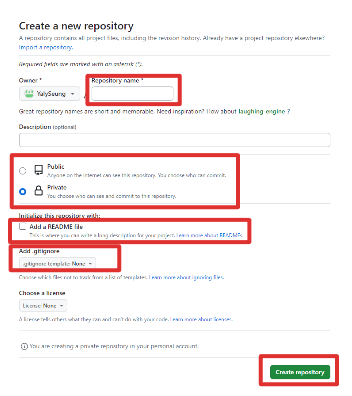 Create a new repository
A repository contains all project files, including the revision history. Already have a project repository elsewhere?
Import a repository.
Required fields are marked with an asterisk (*).
Owner * Repository name *
YalySeung /
Great repository names are short and memorable. Need inspiration? How about laughing-engine ?
Description (optional)
Public
Anyone on the internet can see this repository. You choose who can commit.
Private
You choose who can see and commit to this repository.
Initialize this repository with:
Add a README file
This is where you can write a long description for your project. Learn more about READMEs.
Add .gitignore
.gitignore template: None
Choose which files not to track from a list of templates. Learn more about ignoring files.
Choose a license
License: None
A license tells others what they can and can't do with your code. Learn more about licenses.
You are creating a private repository in your personal account.
Create repository